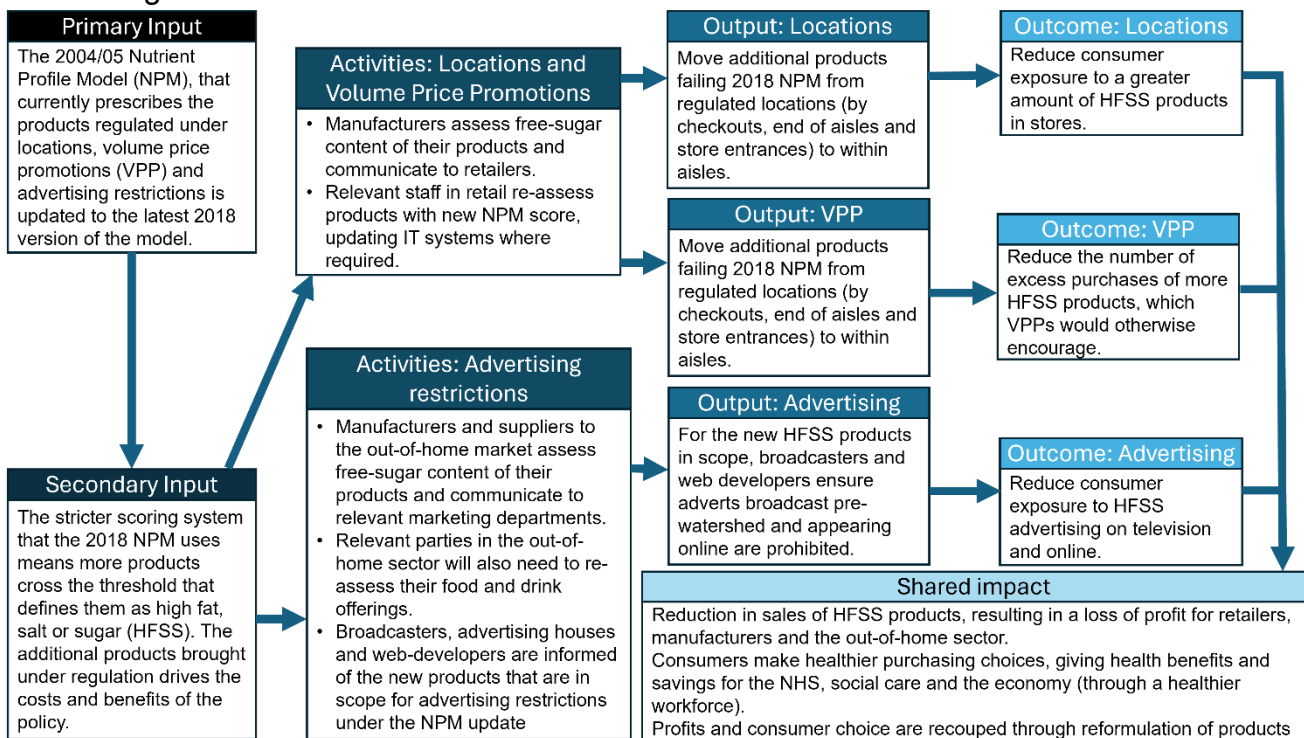 Primary Input
The 2004/05 Nutrient
Profile Model (NPM), that
currently prescribes the
products regulated under
locations, volume price
promotions (VPP) and
advertising restrictions is
updated to the latest 2018
version of the model.
Secondary Input
The stricter scoring system
that the 2018 NPM uses
means more products
cross the threshold that
defines them as high fat,
salt or sugar (HFSS). The
additional products brought
under regulation drives the
costs and benefits of the
policy.
Activities: Locations and
Volume Price Promotions
• Manufacturers assess free-sugar
content of their products and
communicate to retailers.
• Relevant staff in retail re-assess
products with new NPM score,
updating IT systems where
required.
Activities: Advertising
restrictions
• Manufacturers and suppliers to
the out-of-home market assess
free-sugar content of their
products and communicate to
relevant marketing departments.
• Relevant parties in the out-of-
home sector will also need to re-
assess their food and drink
offerings.
• Broadcasters, advertising houses
and web-developers are informed
of the new products that are in
scope for advertising restrictions
under the NPM update
Output: Locations
Move additional products
failing 2018 NPM from
regulated locations (by
checkouts, end of aisles and
store entrances) to within
aisles.
Output: VPP
Move additional products
failing 2018 NPM from
regulated locations (by
checkouts, end of aisles and
store entrances) to within
aisles.
Output: Advertising
For the new HFSS products
in scope, broadcasters and
web developers ensure
adverts broadcast pre-
watershed and appearing
online are prohibited.
Outcome: Locations
Reduce consumer
exposure to a greater
amount of HFSS products
in stores.
Outcome: VPP
Reduce the number of
excess purchases of more
HFSS products, which
VPPs would otherwise
encourage.
Outcome: Advertising
Reduce consumer
exposure to HFSS
advertising on television
and online.
Shared impact
Reduction in sales of HFSS products, resulting in a loss of profit for retailers,
manufacturers and the out-of-home sector.
Consumers make healthier purchasing choices, giving health benefits and
savings for the NHS, social care and the economy (through a healthier
workforce).
Profits and consumer choice are recouped through reformulation of products